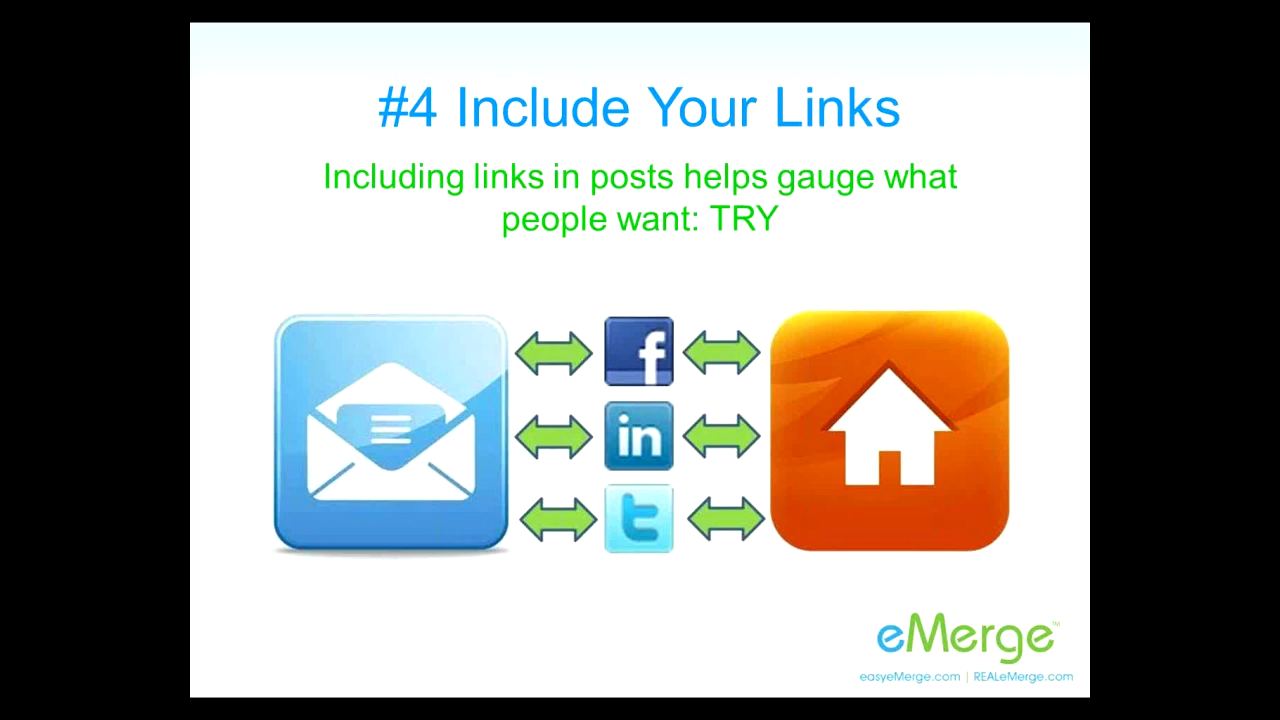 #4 Include Your Links
Including links in posts helps gauge what
people want: TRY
f
in
t
eMerge™
easyeMerge.com | REALeMerge.com